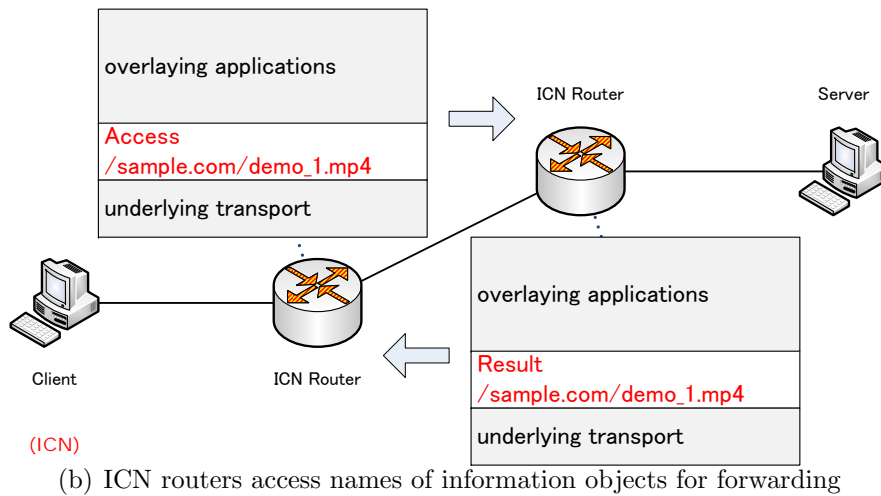 overlaying applications
Access
/sample.com/demo_1.mp4
underlying transport
ICN Router
Server
Client
ICN Router
overlaying applications
Result
/sample.com/demo_1.mp4
underlying transport
(ICN)
(b) ICN routers access names of information objects for forwarding